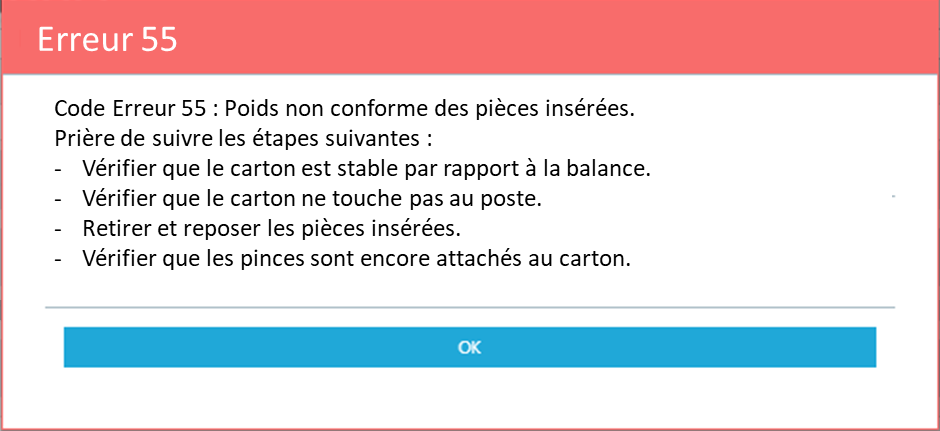 Erreur 55
Code Erreur 55 : Poids non conforme des pièces insérées.
Prière de suivre les étapes suivantes :
- Vérifier que le carton est stable par rapport à la balance.
- Vérifier que le carton ne touche pas au poste.
- Retirer et reposer les pièces insérées.
- Vérifier que les pinces sont encore attachés au carton.
OK